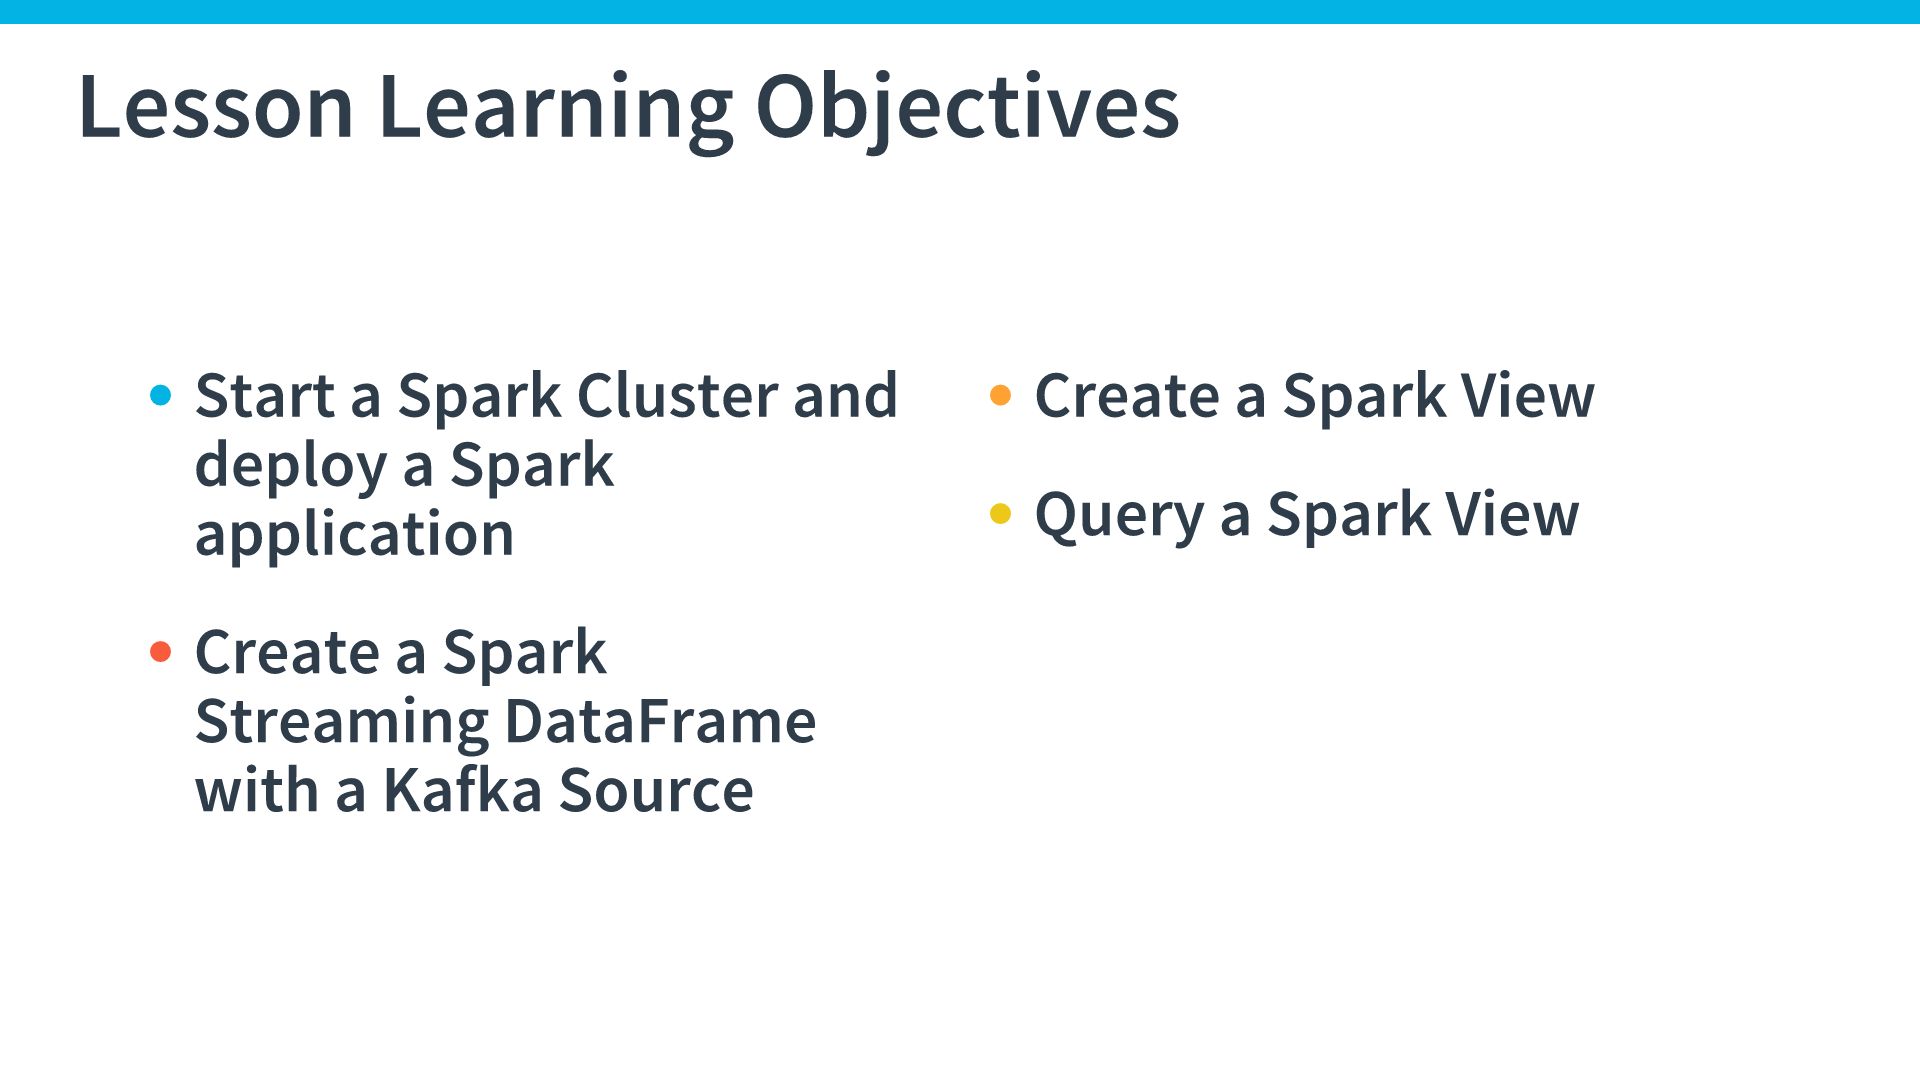 Lesson Learning Objectives
Start a Spark Cluster and
deploy a Spark
application
Create a Spark
Streaming DataFrame
with a Kafka Source
Create a Spark View
Query a Spark View